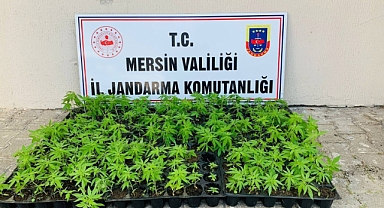 T.C.
MERSİN VALİLİĞİ
İL JANDARMA KOMUTANLIĞI